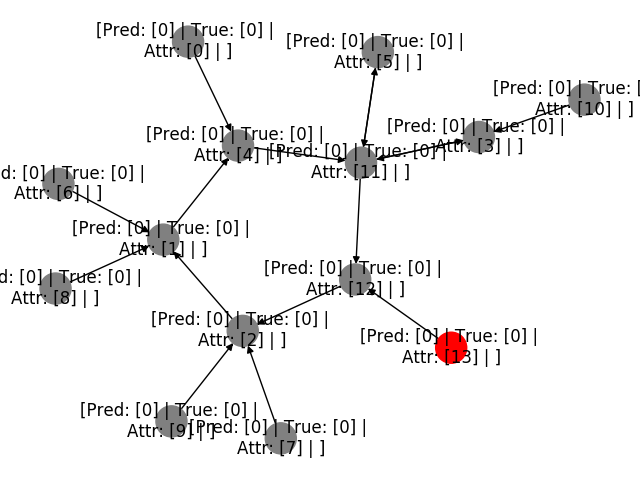 [Pred: [0] | True: [0] |
Attr: [0] | ]
[Pred: [0] | True: [0] |
Attr: [5] | ]
[Pred: [0] | True: [
Attr: [10] | ]
[Pred: [0] | True: [0] |
Attr: [3] | ]
[Pred: [0] | True: [0] |
Attr: [4] | ]
[Pred: [0] | True: [0] |
Attr: [11] | ]
d: [0] | True: [0] |
Attr: [6] | ]
[Pred: [0] | True: [0] |
Attr: [1] | ]
d: [0] | True: [0] |
Attr: [8] | ]
[Pred: [0] | True: [0] |
Attr: [12] | ]
[Pred: [0] | True: [0] |
Attr: [2] | ]
[Pred: [0] | True: [0] |
Attr: [13] | ]
[Pred: [0] | True: [0] |
Attr: [9] | ]
[Pred: [0] | True: [0] |
Attr: [7] | ]